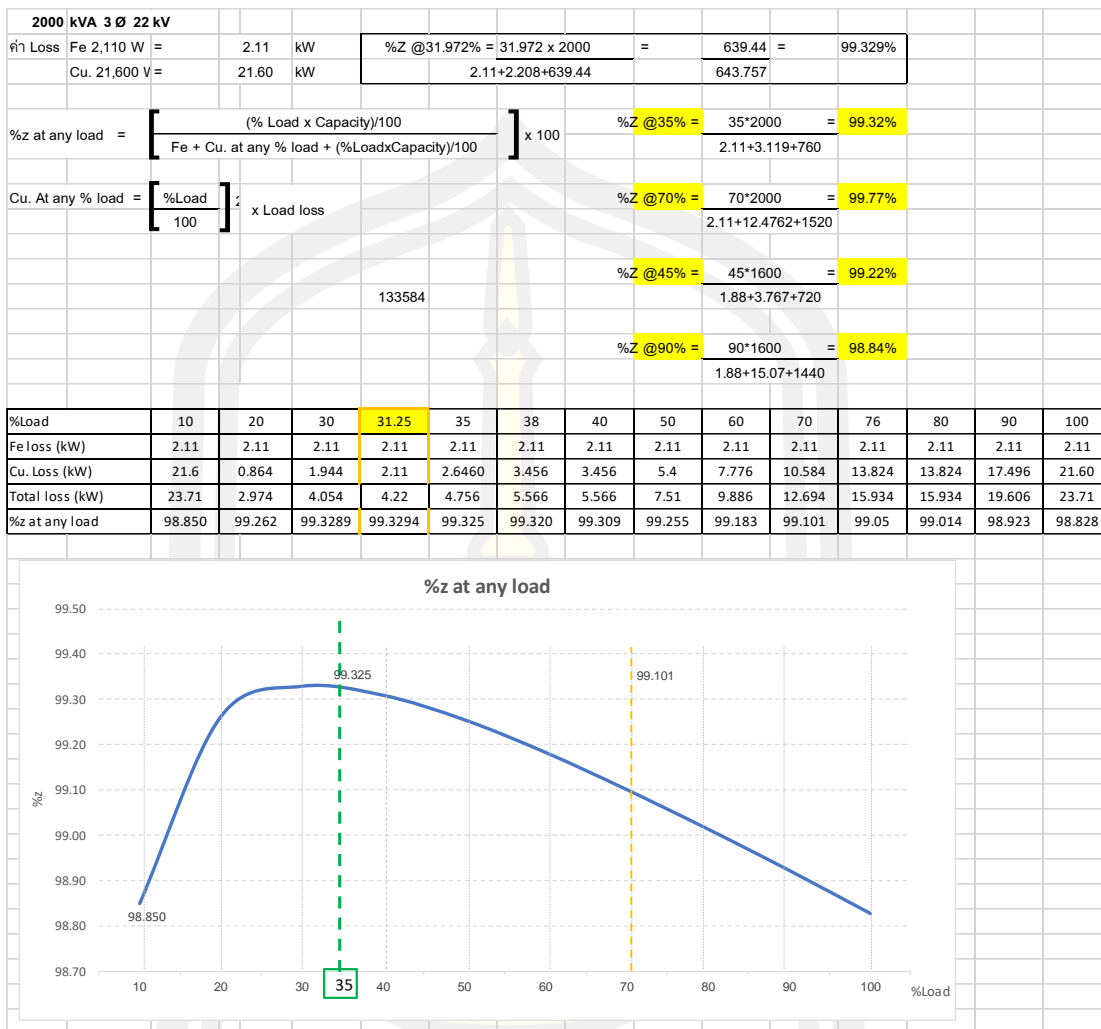 2000 kVA 3 Ø 22 kV
ค่า Loss Fe 2,110 W = 2.11 kW
Cu. 21,600 W = 21.60 kW
%Z @31.972% = 31.972 x 2000 = 639.44 = 99.329%
2.11+2.208+639.44 643.757
%z at any load = [ (% Load x Capacity)/100 ] x 100
Fe + Cu. at any % load + (%LoadxCapacity)/100
Cu. At any % load = [ %Load ] 2 x Load loss
100
%Z @35% = 35*2000 = 99.32%
2.11+3.119+760
%Z @70% = 70*2000 = 99.77%
2.11+12.4762+1520
%Z @45% = 45*1600 = 99.22%
133584
1.88+3.767+720
%Z @90% = 90*1600 = 98.84%
1.88+15.07+1440
%Load 10 20 30 31.25 35 38 40 50 60 70 76 80 90 100
Fe loss (kW) 2.11 2.11 2.11 2.11 2.11 2.11 2.11 2.11 2.11 2.11 2.11 2.11 2.11 2.11
Cu. Loss (kW) 21.6 0.864 1.944 2.11 2.6460 3.456 3.456 5.4 7.776 10.584 13.824 13.824 17.496 21.60
Total loss (kW) 23.71 2.974 4.054 4.22 4.756 5.566 5.566 7.51 9.886 12.694 15.934 15.934 19.606 23.71
%z at any load 98.850 99.262 99.3289 99.3294 99.325 99.320 99.309 99.255 99.183 99.101 99.05 99.014 98.923 98.828
%z at any load
99.50
99.40
99.30
99.20
99.10
99.00
98.90
98.80
98.70
%z
99.325
99.101
98.850
10 20 30 35 40 50 60 70 80 90 100
%Load